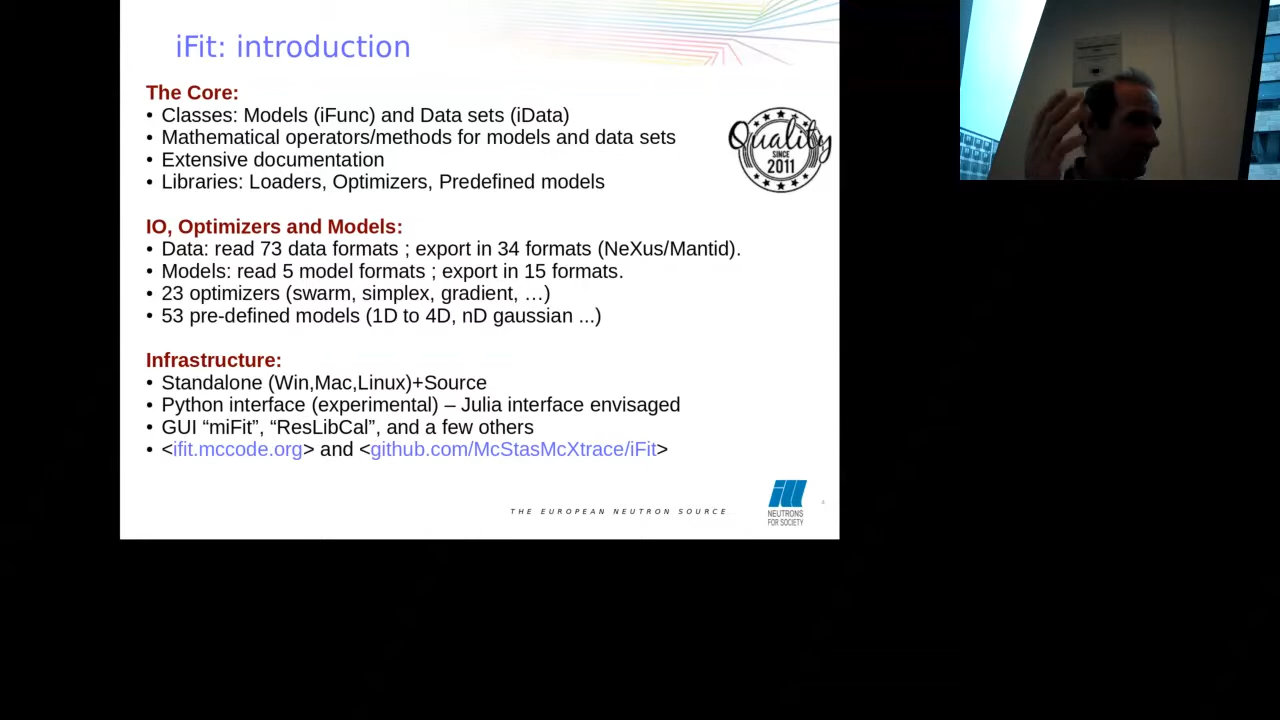 iFit: introduction
The Core:
• Classes: Models (iFunc) and Data sets (iData)
• Mathematical operators/methods for models and data sets
• Extensive documentation
• Libraries: Loaders, Optimizers, Predefined models
Quality
SINCE
2011
IO, Optimizers and Models:
• Data: read 73 data formats ; export in 34 formats (NeXus/Mantid).
• Models: read 5 model formats ; export in 15 formats.
• 23 optimizers (swarm, simplex, gradient, …)
• 53 pre-defined models (1D to 4D, nD gaussian ...)
Infrastructure:
• Standalone (Win,Mac,Linux)+Source
• Python interface (experimental) – Julia interface envisaged
• GUI “miFit”, “ResLibCal”, and a few others
• <ifit.mccode.org> and <github.com/McStasMcXtrace/iFit>
THE EUROPEAN NEUTRON SOURCE
ill
NEUTRONS
FOR SOCIETY